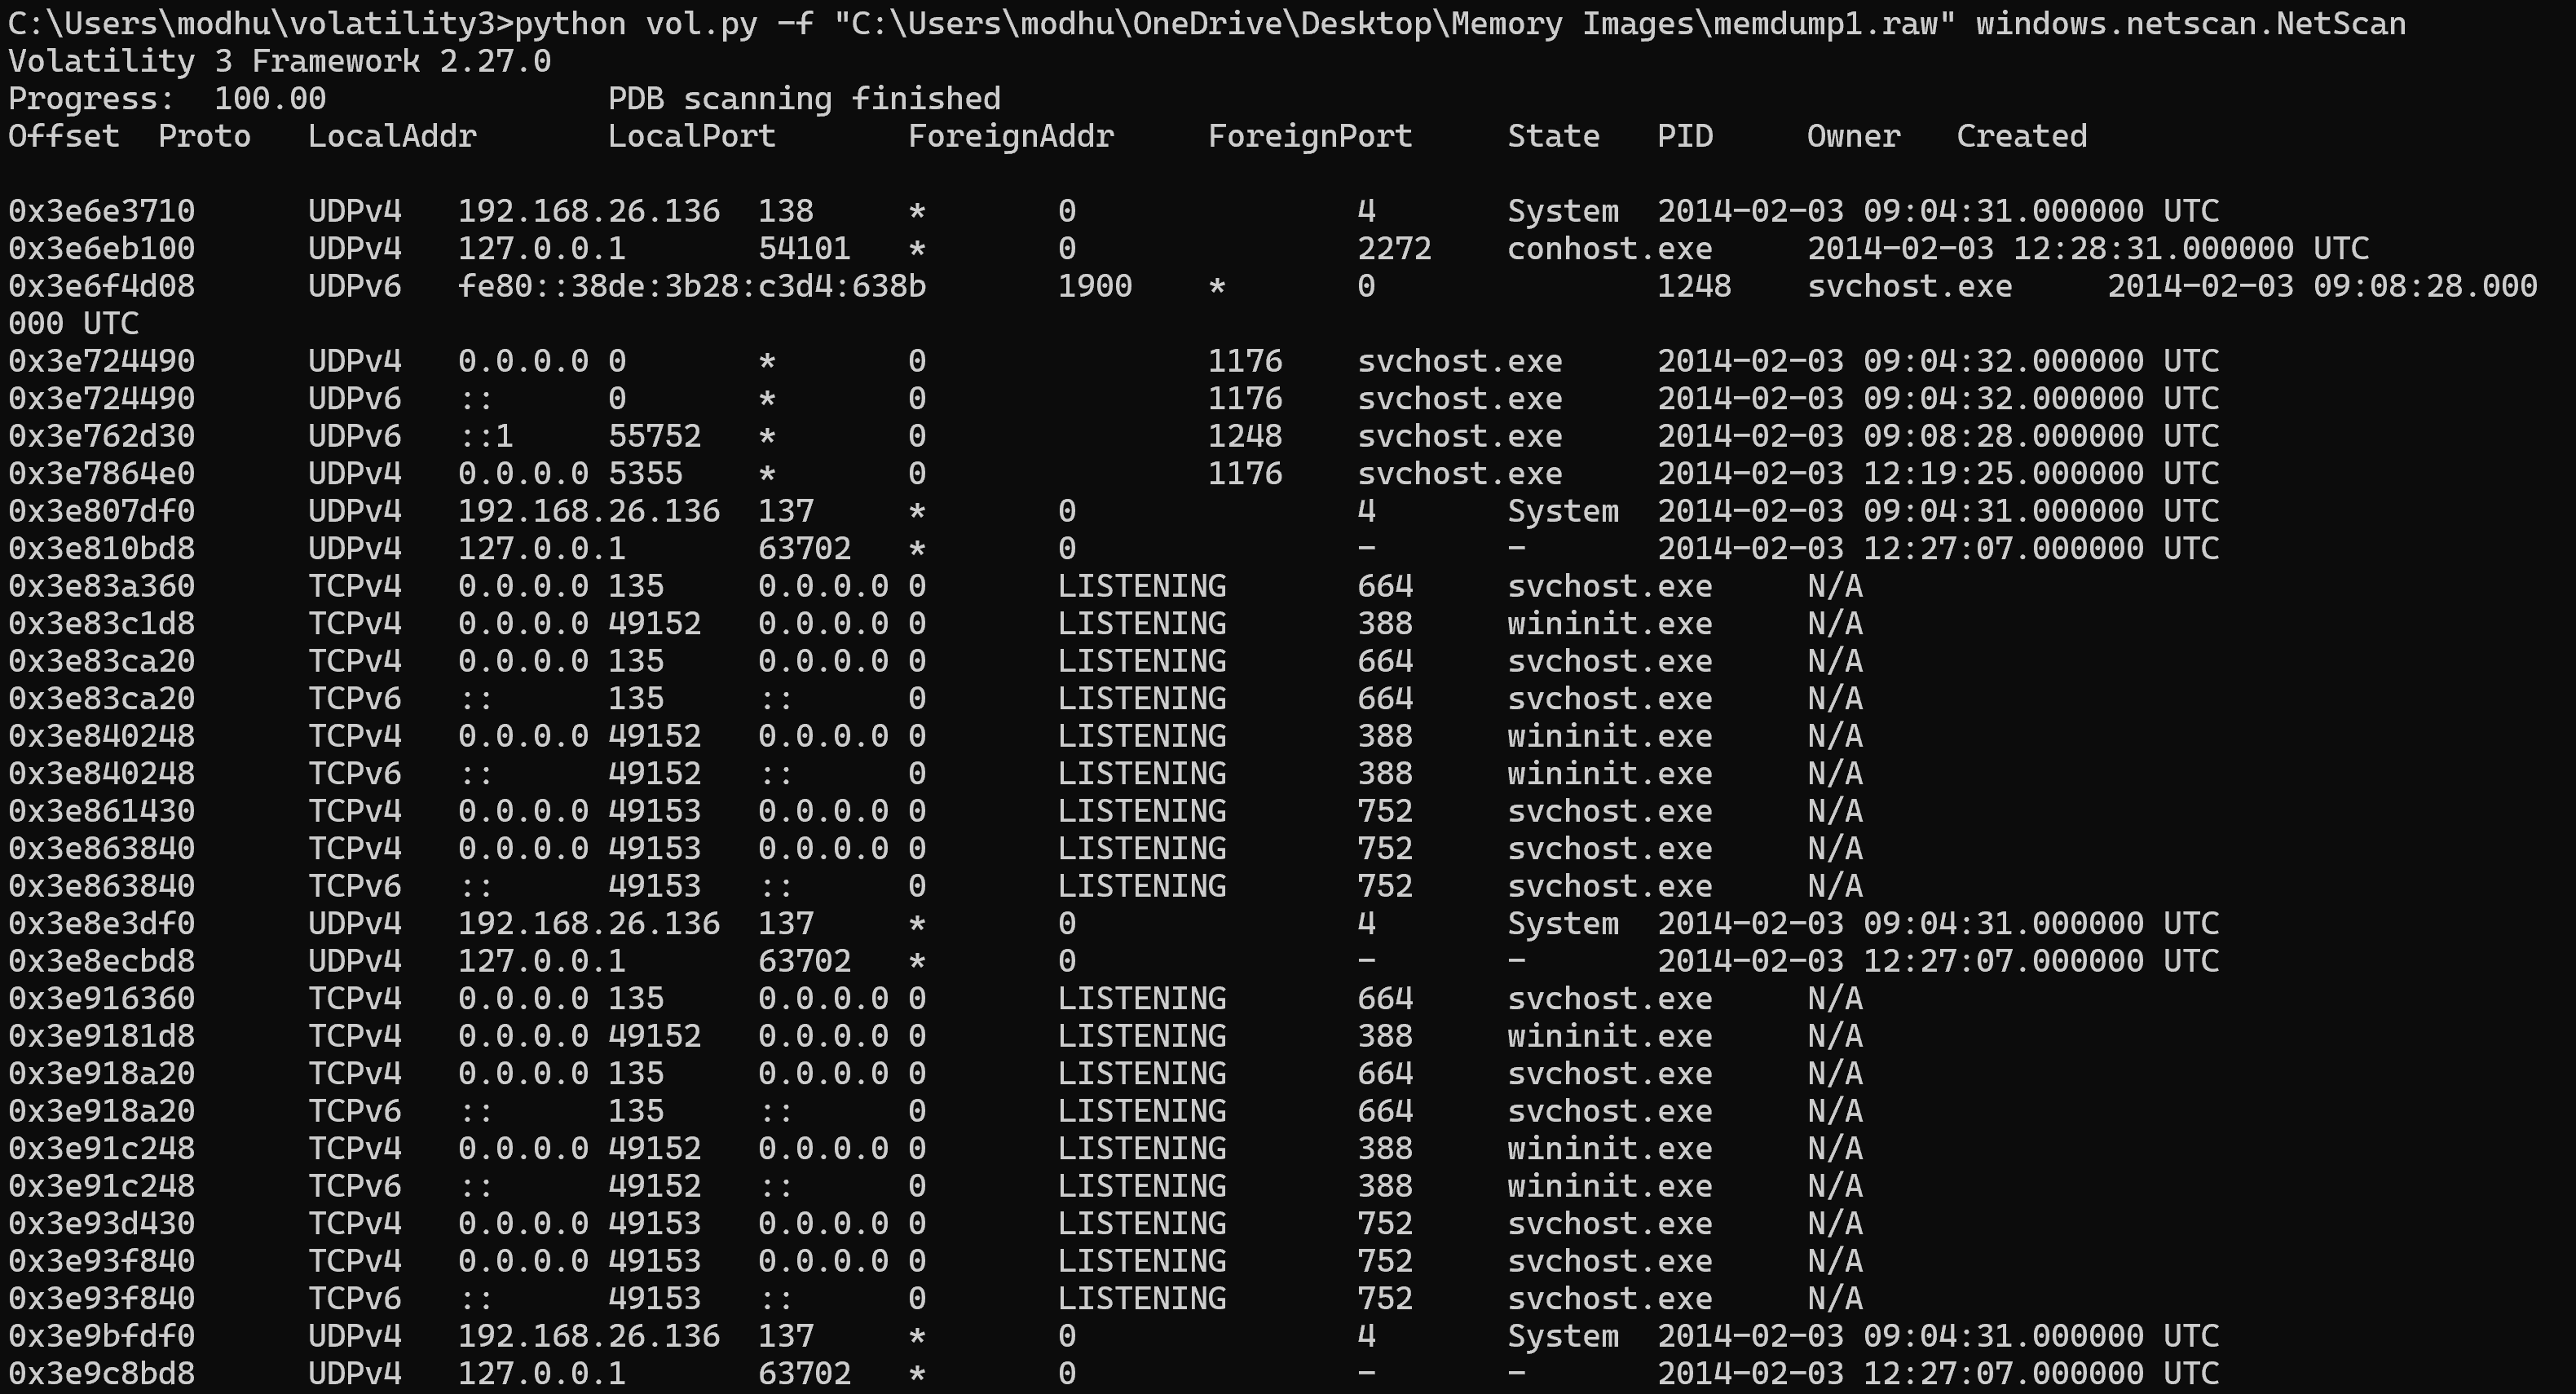 C:\Users\modhu\volatility3>python vol.py -f "C:\Users\modhu\OneDrive\Desktop\Memory Images\memdump1.raw" windows.netscan.NetScan
Volatility 3 Framework 2.27.0
Progress:  100.00               PDB scanning finished
Offset  Proto   LocalAddr       LocalPort       ForeignAddr     ForeignPort     State   PID     Owner   Created
0x3e6e3710      UDPv4   192.168.26.136  138     *       0               4       System  2014-02-03 09:04:31.000000 UTC
0x3e6eb100      UDPv4   127.0.0.1       54101   *       0               2272    conhost.exe     2014-02-03 12:28:31.000000 UTC
0x3e6f4d08      UDPv6   fe80::38de:3b28:c3d4:638b       1900    *       0               1248    svchost.exe     2014-02-03 09:08:28.000
000 UTC
0x3e724490      UDPv4   0.0.0.0 0       *       0               1176    svchost.exe     2014-02-03 09:04:32.000000 UTC
0x3e724490      UDPv6   ::      0       *       0               1176    svchost.exe     2014-02-03 09:04:32.000000 UTC
0x3e762d30      UDPv6   ::1     55752   *       0               1248    svchost.exe     2014-02-03 09:08:28.000000 UTC
0x3e7864e0      UDPv4   0.0.0.0 5355    *       0               1176    svchost.exe     2014-02-03 12:19:25.000000 UTC
0x3e807df0      UDPv4   192.168.26.136  137     *       0               4       System  2014-02-03 09:04:31.000000 UTC
0x3e810bd8      UDPv4   127.0.0.1       63702   *       0               -       -       2014-02-03 12:27:07.000000 UTC
0x3e83a360      TCPv4   0.0.0.0 135     0.0.0.0 0       LISTENING       664     svchost.exe     N/A
0x3e83c1d8      TCPv4   0.0.0.0 49152   0.0.0.0 0       LISTENING       388     wininit.exe     N/A
0x3e83ca20      TCPv4   0.0.0.0 135     0.0.0.0 0       LISTENING       664     svchost.exe     N/A
0x3e83ca20      TCPv6   ::      135     ::      0       LISTENING       664     svchost.exe     N/A
0x3e840248      TCPv4   0.0.0.0 49152   0.0.0.0 0       LISTENING       388     wininit.exe     N/A
0x3e840248      TCPv6   ::      49152   ::      0       LISTENING       388     wininit.exe     N/A
0x3e861430      TCPv4   0.0.0.0 49153   0.0.0.0 0       LISTENING       752     svchost.exe     N/A
0x3e863840      TCPv4   0.0.0.0 49153   0.0.0.0 0       LISTENING       752     svchost.exe     N/A
0x3e863840      TCPv6   ::      49153   ::      0       LISTENING       752     svchost.exe     N/A
0x3e8e3df0      UDPv4   192.168.26.136  137     *       0               4       System  2014-02-03 09:04:31.000000 UTC
0x3e8ecbd8      UDPv4   127.0.0.1       63702   *       0               -       -       2014-02-03 12:27:07.000000 UTC
0x3e916360      TCPv4   0.0.0.0 135     0.0.0.0 0       LISTENING       664     svchost.exe     N/A
0x3e9181d8      TCPv4   0.0.0.0 49152   0.0.0.0 0       LISTENING       388     wininit.exe     N/A
0x3e918a20      TCPv4   0.0.0.0 135     0.0.0.0 0       LISTENING       664     svchost.exe     N/A
0x3e918a20      TCPv6   ::      135     ::      0       LISTENING       664     svchost.exe     N/A
0x3e91c248      TCPv4   0.0.0.0 49152   0.0.0.0 0       LISTENING       388     wininit.exe     N/A
0x3e91c248      TCPv6   ::      49152   ::      0       LISTENING       388     wininit.exe     N/A
0x3e93d430      TCPv4   0.0.0.0 49153   0.0.0.0 0       LISTENING       752     svchost.exe     N/A
0x3e93f840      TCPv4   0.0.0.0 49153   0.0.0.0 0       LISTENING       752     svchost.exe     N/A
0x3e93f840      TCPv6   ::      49153   ::      0       LISTENING       752     svchost.exe     N/A
0x3e9bfdf0      UDPv4   192.168.26.136  137     *       0               4       System  2014-02-03 09:04:31.000000 UTC
0x3e9c8bd8      UDPv4   127.0.0.1       63702   *       0               -       -       2014-02-03 12:27:07.000000 UTC